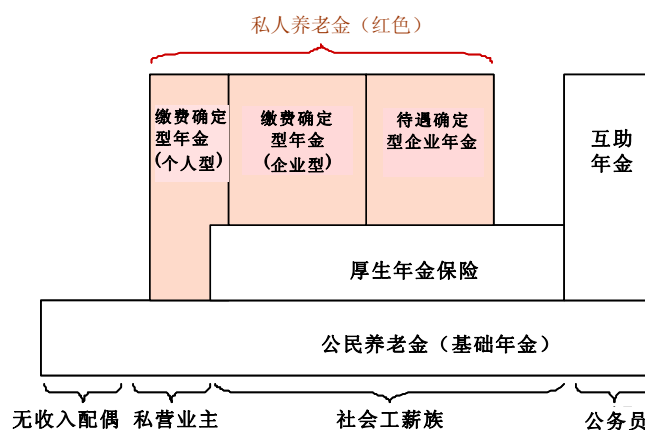 私人养老金（红色）
缴费确定
型年金
(个人型)
缴费确定
型年金
(企业型)
待遇确定
型企业年金
互助
年金
厚生年金保险
公民养老金（基础年金）
无收入配偶
私营业主
社会工薪族
公务员